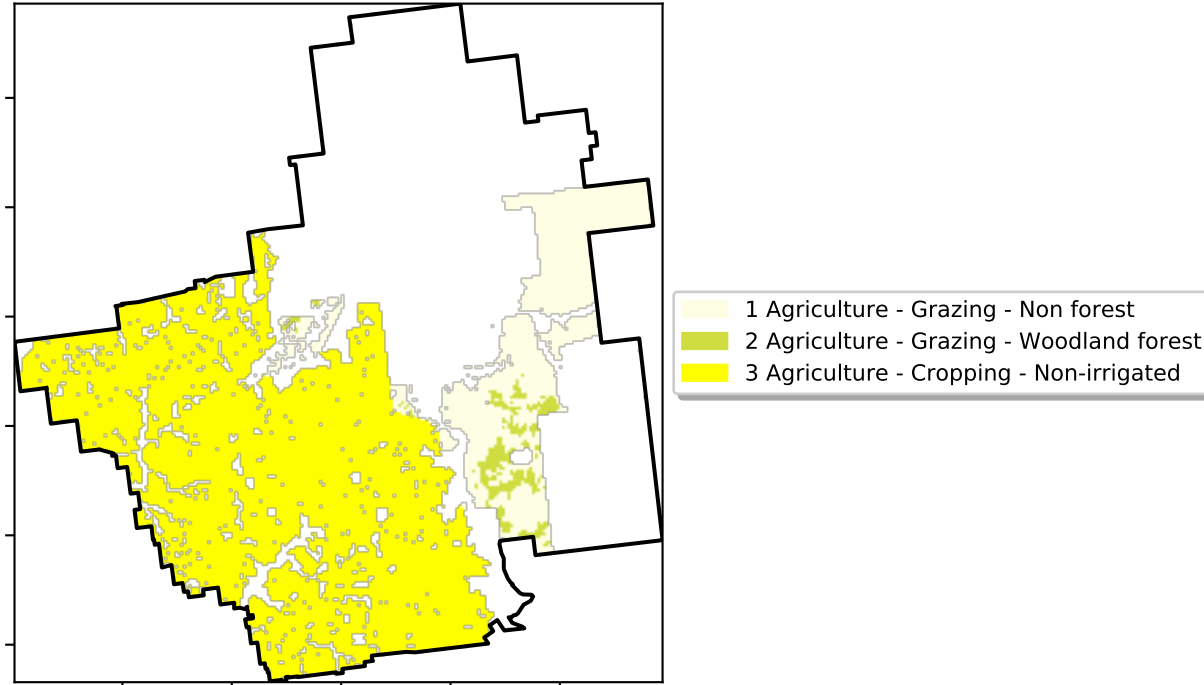 1 Agriculture - Grazing - Non forest
2 Agriculture - Grazing - Woodland forest
3 Agriculture - Cropping - Non-irrigated